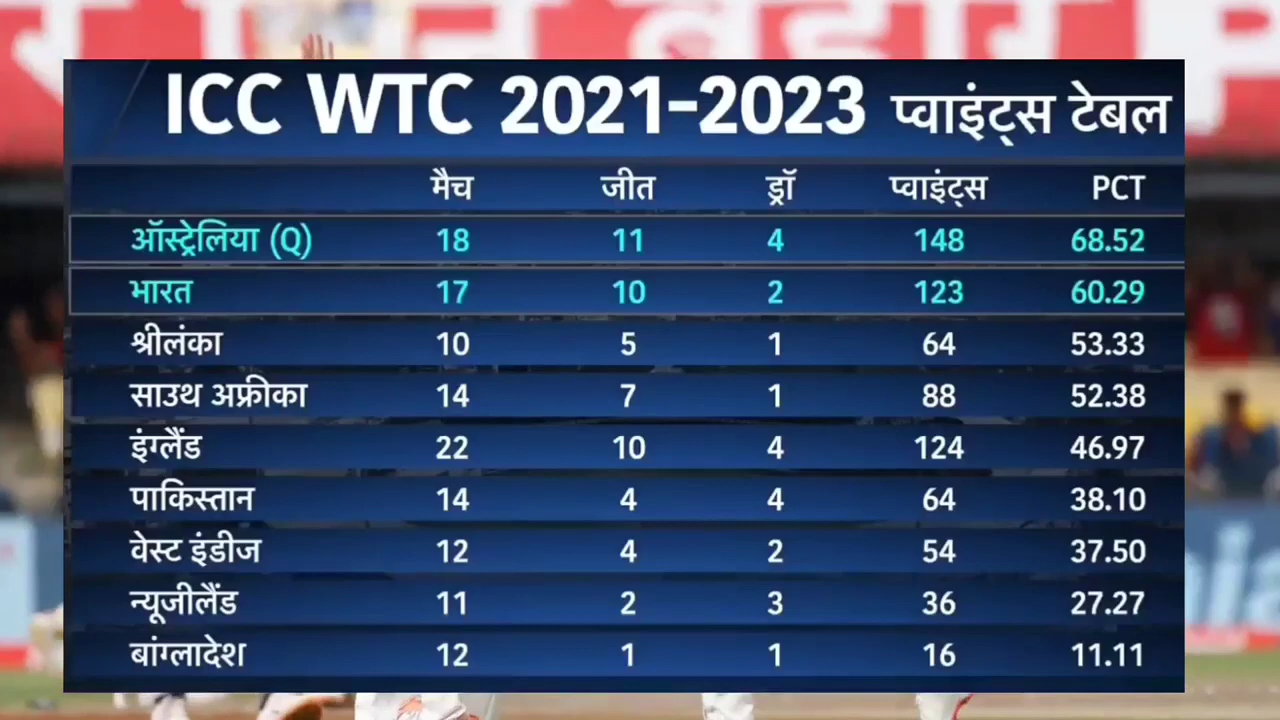 ICC WTC 2021-2023 प्वाइंट्स टेबल
मैच जीत ड्रॉ प्वाइंट्स PCT
ऑस्ट्रेलिया (Q) 18 11 4 148 68.52
भारत 17 10 2 123 60.29
श्रीलंका 10 5 1 64 53.33
साउथ अफ्रीका 14 7 1 88 52.38
इंग्लैंड 22 10 4 124 46.97
पाकिस्तान 14 4 4 64 38.10
वेस्ट इंडीज 12 4 2 54 37.50
न्यूजीलैंड 11 2 3 36 27.27
बांग्लादेश 12 1 1 16 11.11